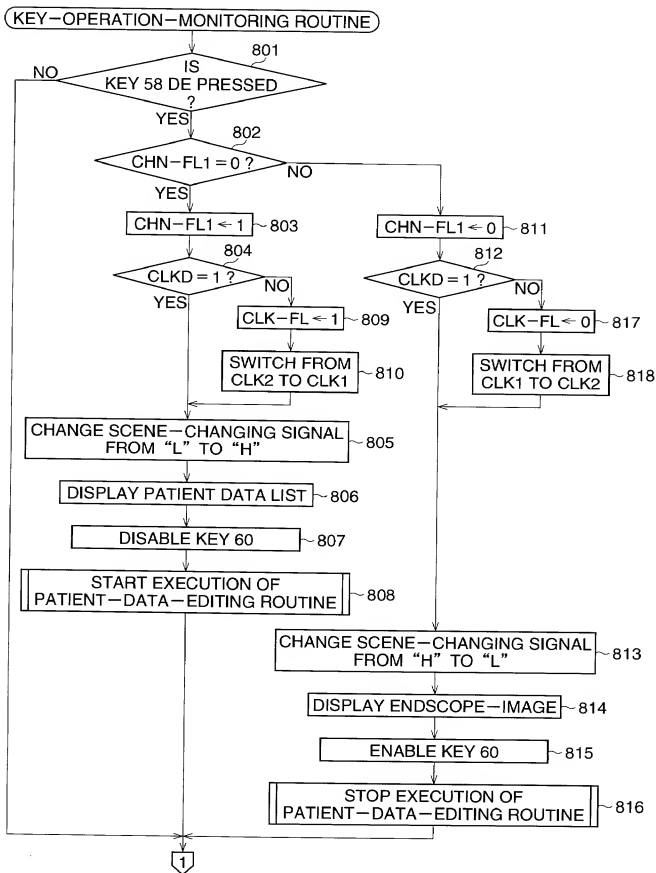 KEY-OPERATION-MONITORING ROUTINE
801
IS
KEY 58 DE PRESSED
?
NO
YES
802
CHN-FL1 = 0 ?
NO
YES
CHN-FL1 ← 1
803
CHN-FL1 ← 0
811
804
CLKD = 1 ?
NO
YES
812
CLKD = 1 ?
NO
YES
CLK-FL ← 1
809
CLK-FL ← 0
817
SWITCH FROM
CLK2 TO CLK1
810
SWITCH FROM
CLK1 TO CLK2
818
CHANGE SCENE-CHANGING SIGNAL
FROM “L” TO “H”
805
DISPLAY PATIENT DATA LIST
806
DISABLE KEY 60
807
START EXECUTION OF
PATIENT-DATA-EDITING ROUTINE
808
CHANGE SCENE-CHANGING SIGNAL
FROM “H” TO “L”
813
DISPLAY ENDSCOPE-IMAGE
814
ENABLE KEY 60
815
STOP EXECUTION OF
PATIENT-DATA-EDITING ROUTINE
816
1